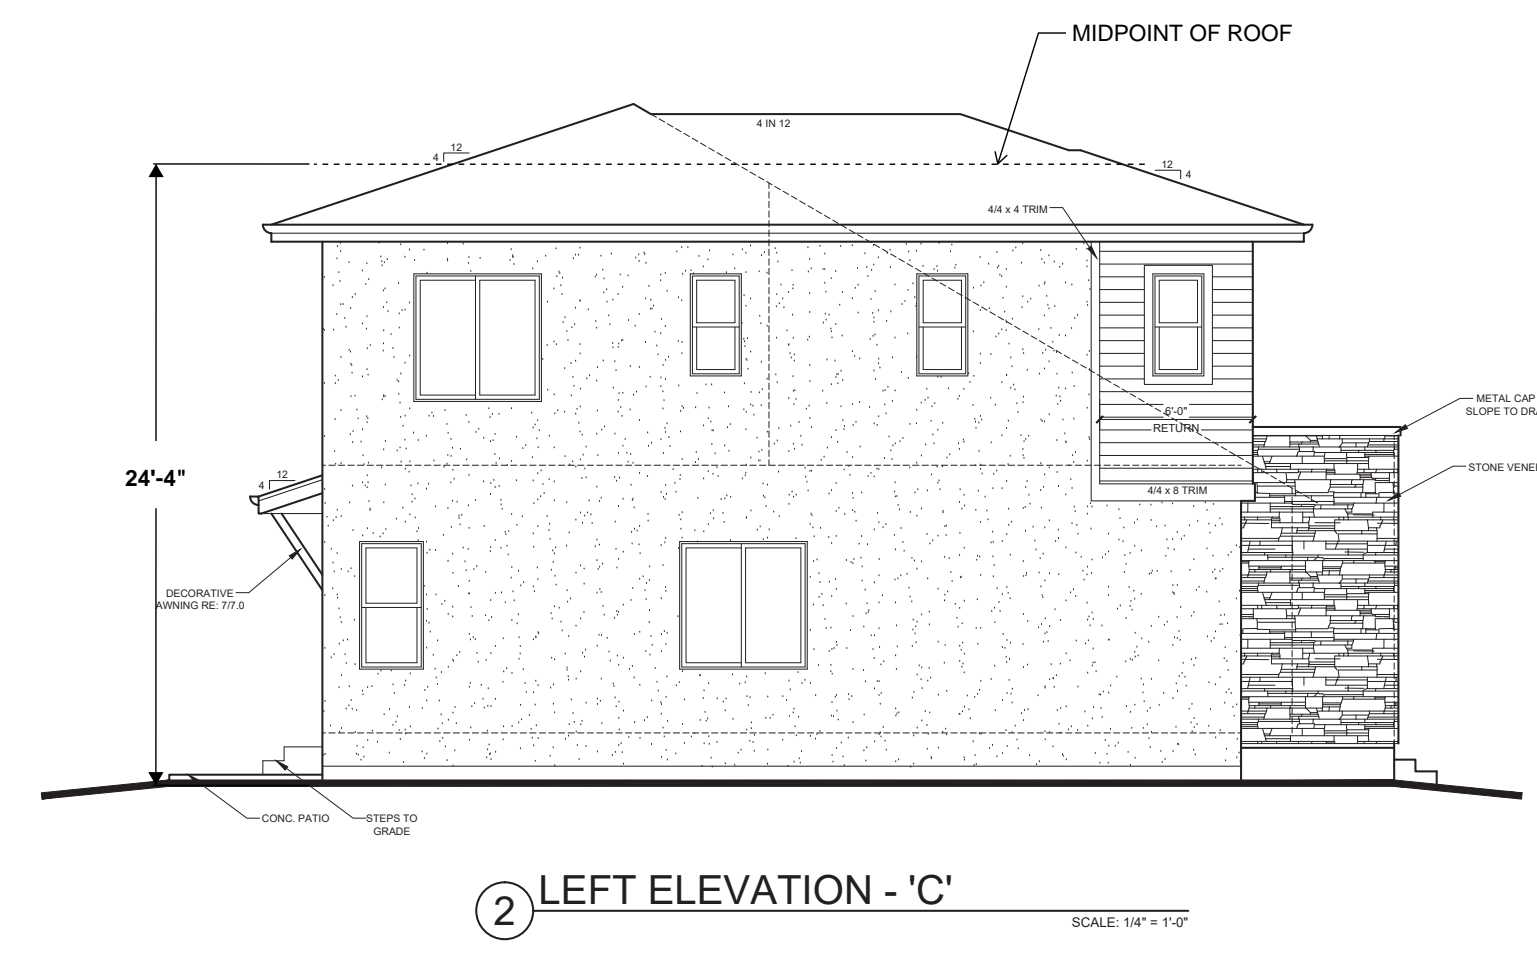 MIDPOINT OF ROOF
4 IN 12
12
4
12
4
4/4 x 4 TRIM
6'-0"
RETURN
METAL CAP
SLOPE TO
24'-4"
12
4
STONE
4/4 x 8 TRIM
DECORATIVE
AWNING RE: 7/7.0
CONC. PATIO
STEPS TO
GRADE
2
LEFT ELEVATION - 'C'
SCALE: 1/4" = 1'-0"